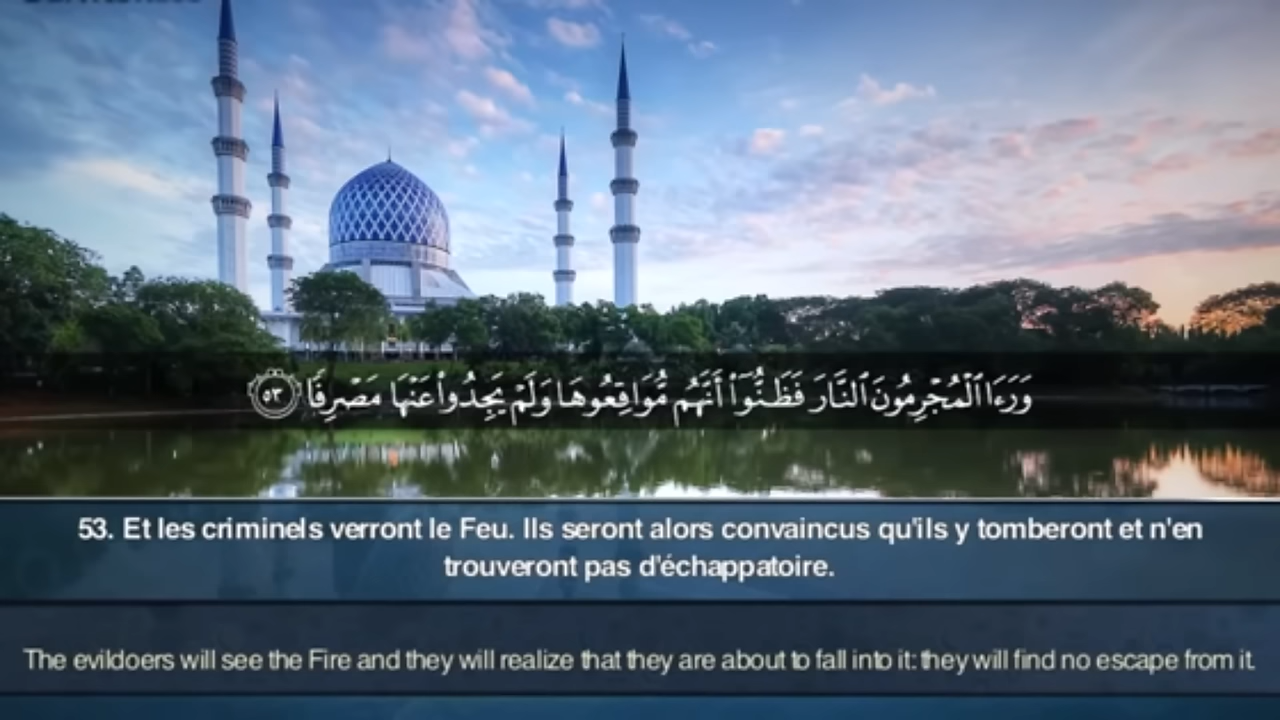 وَرَءَا ٱلْمُجْرِمُونَ ٱلنَّارَ فَظَنُّوٓا۟ أَنَّهُم مُّوَاقِعُوهَا وَلَمْ يَجِدُوا۟ عَنْهَا مَصْرِفًا ٥٣
53. Et les criminels verront le Feu. Ils seront alors convaincus qu'ils y tomberont et n'en
trouveront pas d'échappatoire.
The evildoers will see the Fire and they will realize that they are about to fall into it: they will find no escape from it.